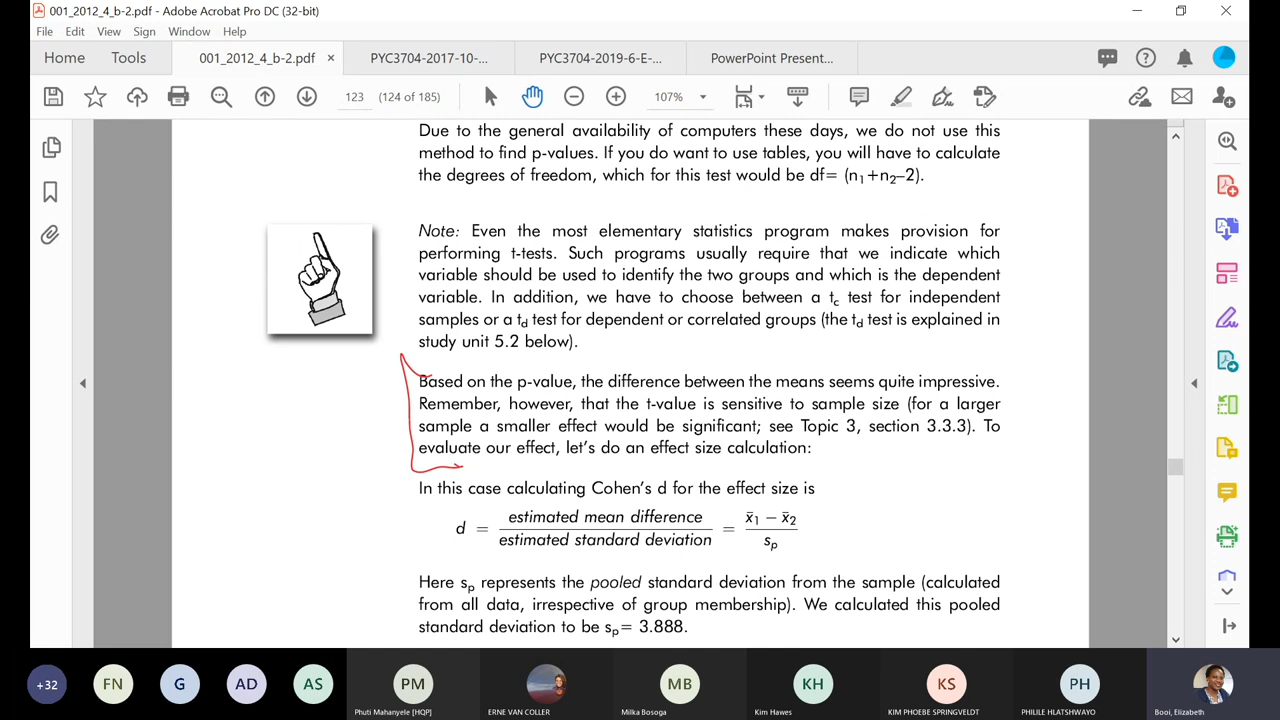 001_2012_4_b-2.pdf - Adobe Acrobat Pro DC (32-bit)
File Edit View Sign Window Help
Home Tools 001_2012_4_b-2.pdf × PYC3704-2017-10-... PYC3704-2019-6-E-... PowerPoint Present...
123 (124 of 185) 107%
Due to the general availability of computers these days, we do not use this
method to find p-values. If you do want to use tables, you will have to calculate
the degrees of freedom, which for this test would be df= (n₁+n₂–2).
Note: Even the most elementary statistics program makes provision for
performing t-tests. Such programs usually require that we indicate which
variable should be used to identify the two groups and which is the dependent
variable. In addition, we have to choose between a tc test for independent
samples or a td test for dependent or correlated groups (the td test is explained in
study unit 5.2 below).
Based on the p-value, the difference between the means seems quite impressive.
Remember, however, that the t-value is sensitive to sample size (for a larger
sample a smaller effect would be significant; see Topic 3, section 3.3.3). To
evaluate our effect, let's do an effect size calculation:
In this case calculating Cohen's d for the effect size is
d = estimated mean difference / estimated standard deviation = x̄₁ − x̄₂ / sp
Here sp represents the pooled standard deviation from the sample (calculated
from all data, irrespective of group membership). We calculated this pooled
standard deviation to be sp= 3.888.
+32 FN G AD AS PM MB KH KS PH
Phuti Mahanyele [HQP] ERNE VAN COLLER Milka Bosoga Kim Hawes KIM PHOEBE SPRINGVELDT PHILILE HLATSHWAYO Booi, Elizabeth